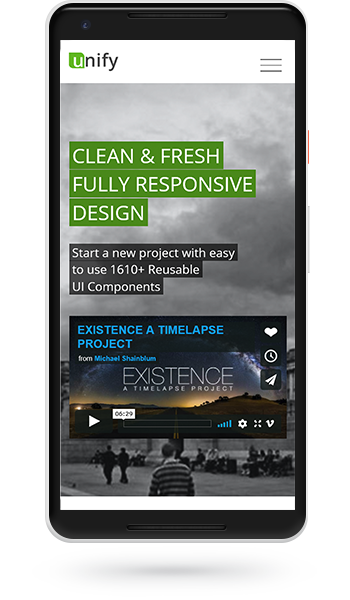 unify
CLEAN & FRESH
FULLY RESPONSIVE
DESIGN
Start a new project with easy
to use 1610+ Reusable
UI Components
EXISTENCE A TIMELAPSE
PROJECT
from Michael Shainblum
EXISTENCE
A TIMELAPSE PROJECT
06:29